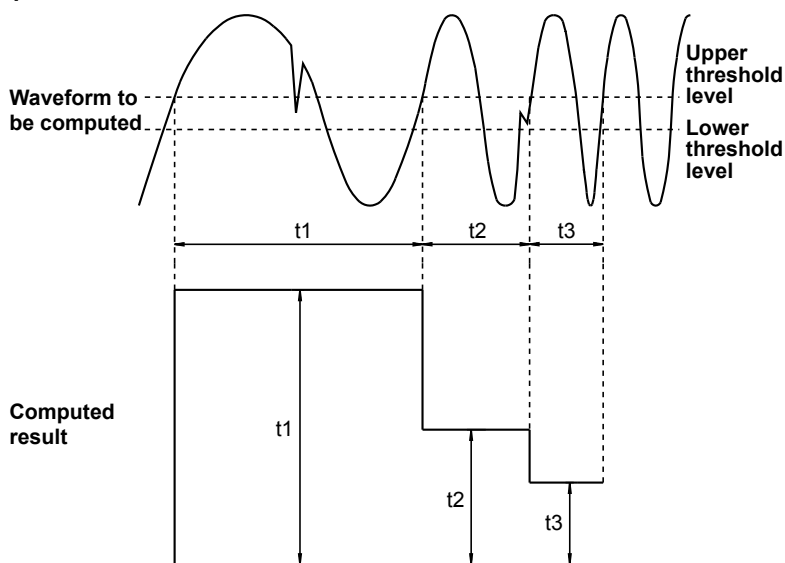 Upper
threshold
level
Waveform to
be computed
Lower
threshold
level
t1
t2
t3
Computed
result
t1
t2
t3